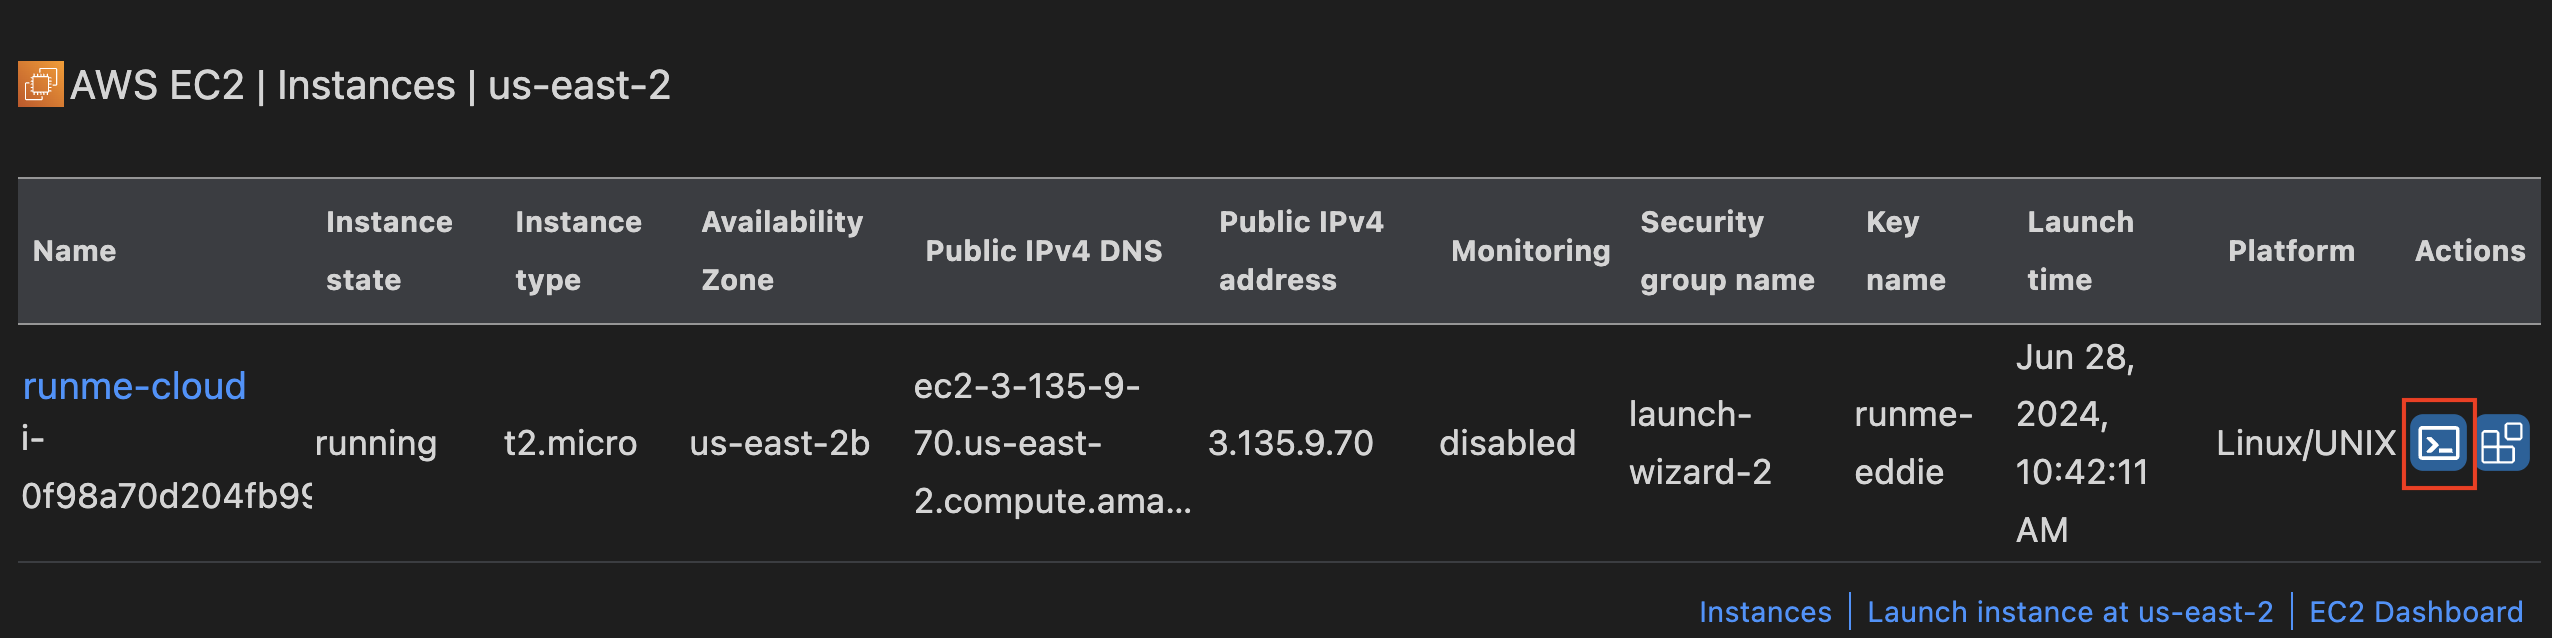 AWS EC2 | Instances | us-east-2
Name
Instance
state
Instance
type
Availability
Zone
Public IPv4 DNS
Public IPv4
address
Monitoring
Security
group name
Key
name
Launch
time
Platform
Actions
runme-cloud
i-
0f98a70d204fb99
running
t2.micro
us-east-2b
ec2-3-135-9-
70.us-east-
2.compute.ama...
3.135.9.70
disabled
launch-
wizard-2
runme-
eddie
Jun 28,
2024,
10:42:11
AM
Linux/UNIX
Instances | Launch instance at us-east-2 | EC2 Dashboard